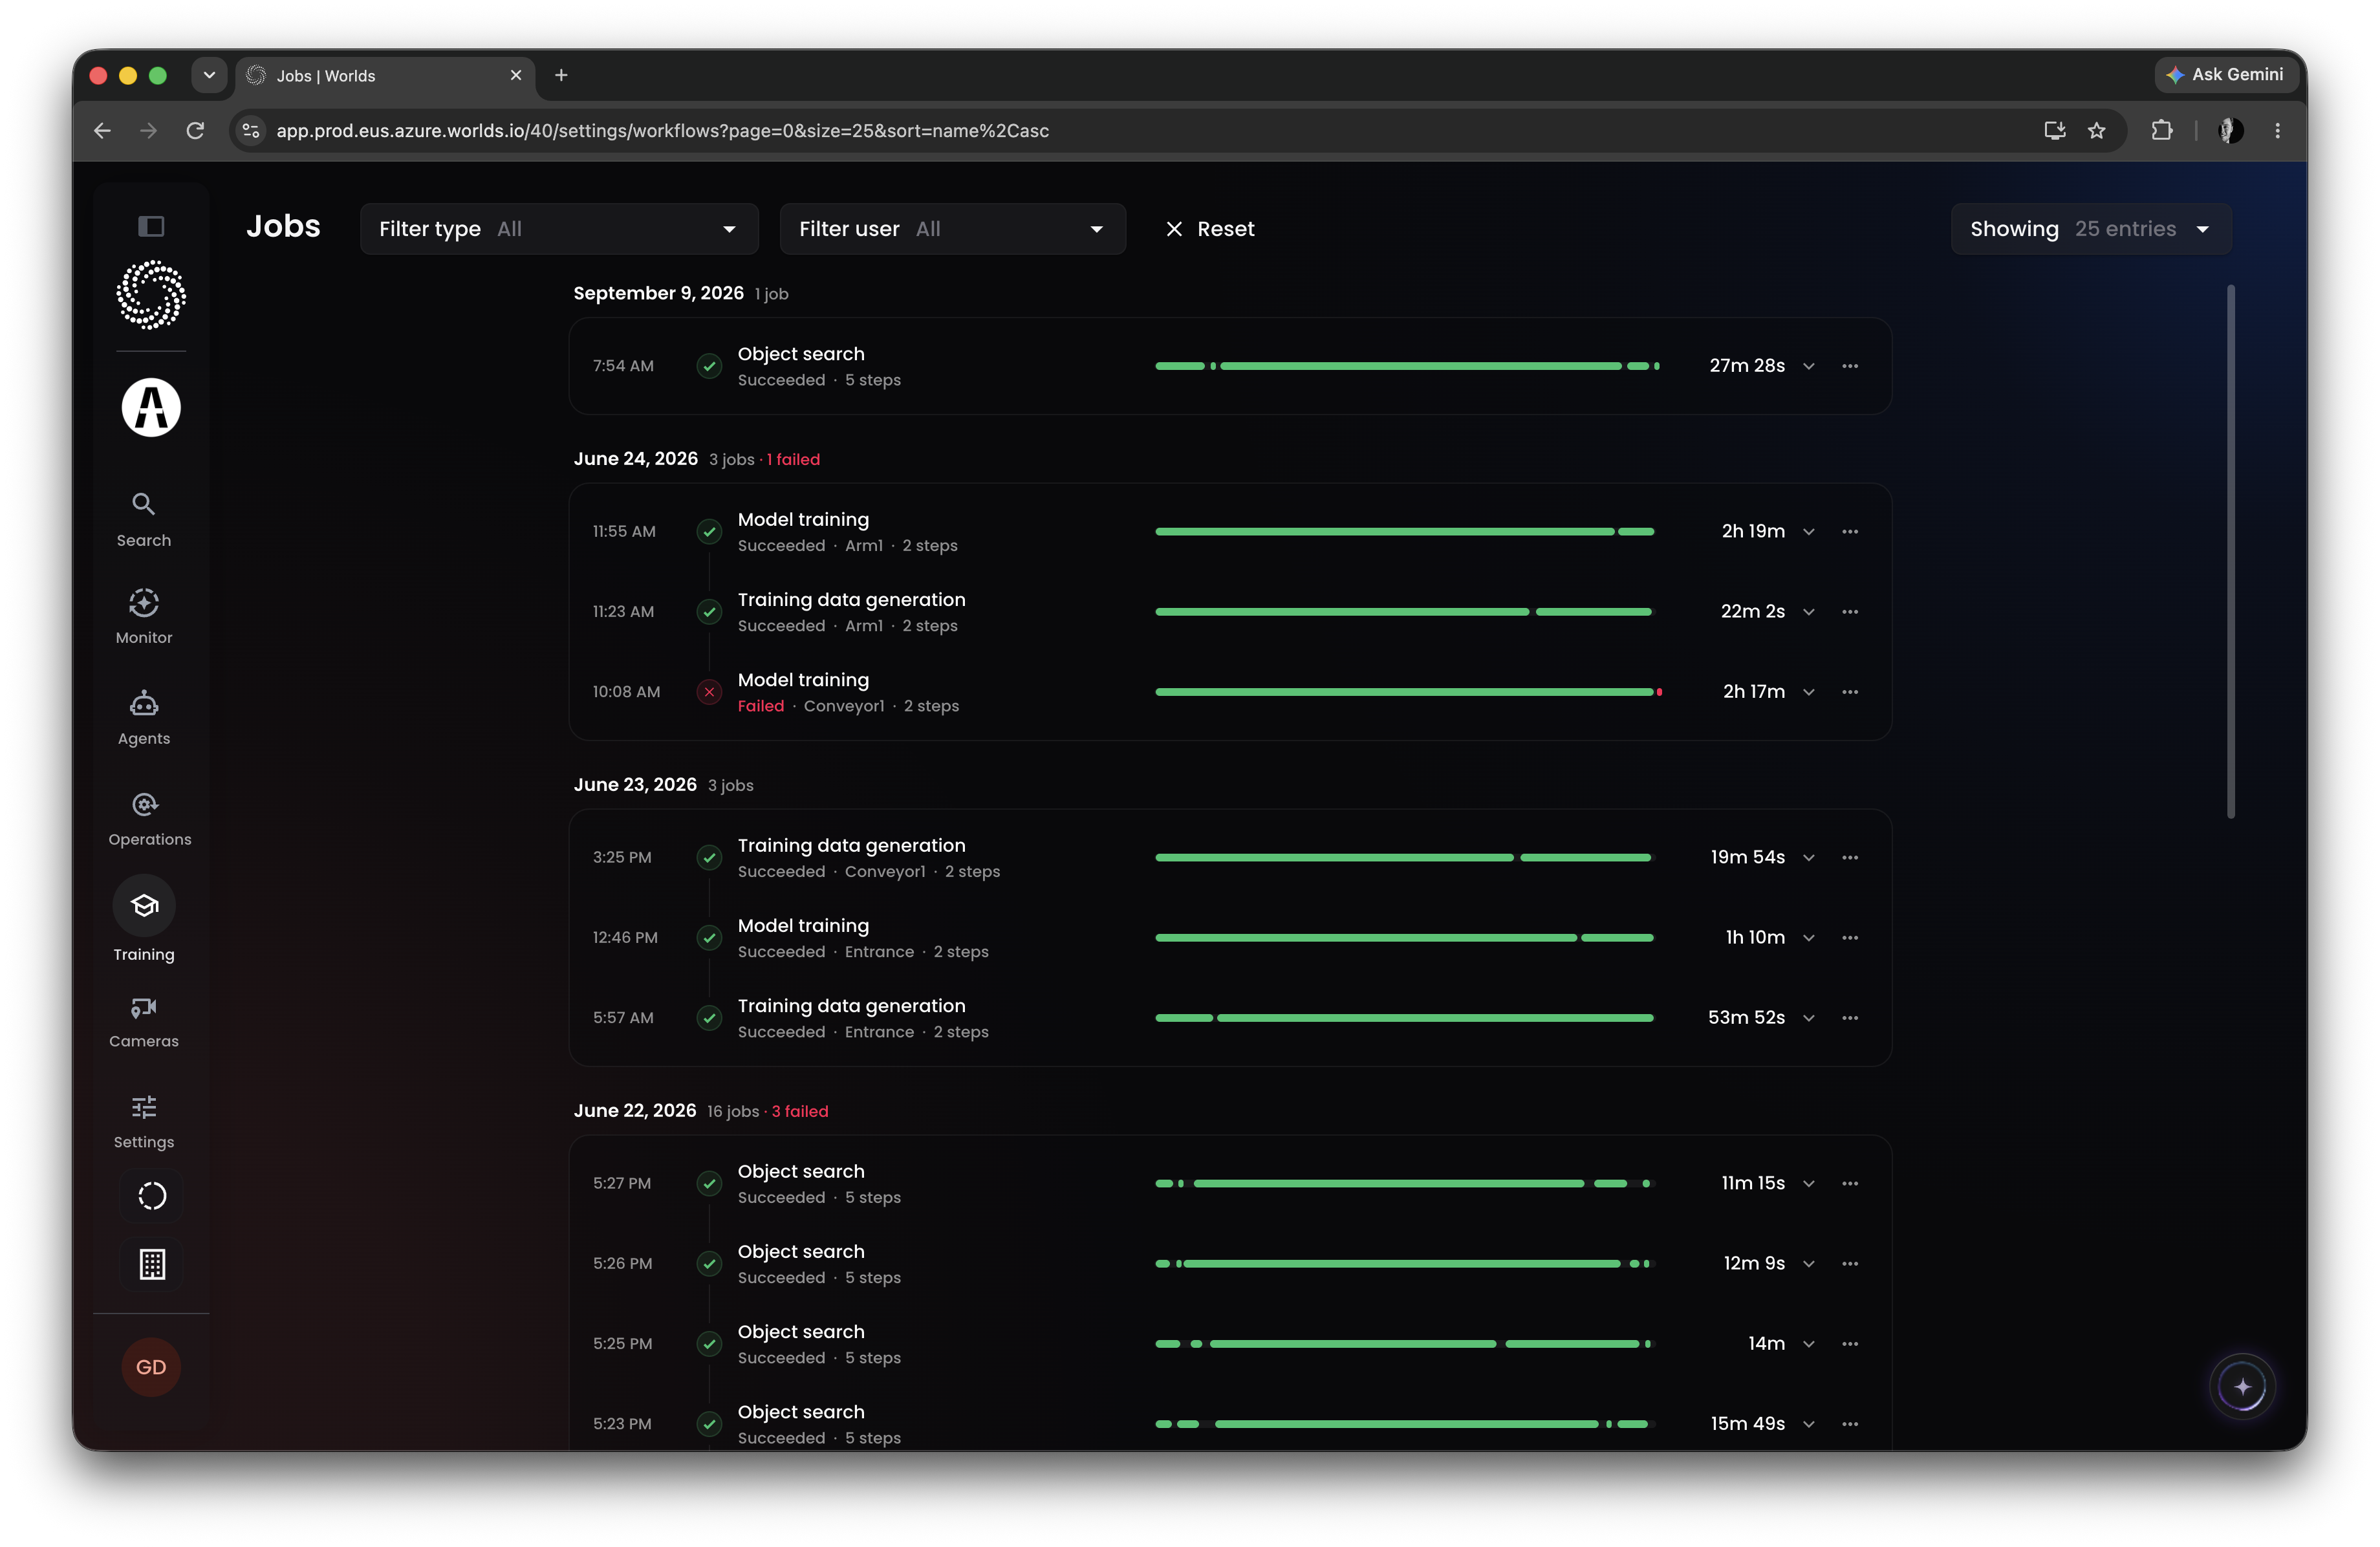 Jobs | Worlds
Ask Gemini
app.prod.eus.azure.worlds.io/40/settings/workflows?page=0&size=25&sort=name%2Casc
Jobs
Filter type All
Filter user All
Reset
Showing 25 entries
Search
Monitor
Agents
Operations
Training
Cameras
Settings
GD
September 9, 2026 1 job
7:54 AM Object search 27m 28s
Succeeded · 5 steps
June 24, 2026 3 jobs · 1 failed
11:55 AM Model training 2h 19m
Succeeded · Arm1 · 2 steps
11:23 AM Training data generation 22m 2s
Succeeded · Arm1 · 2 steps
10:08 AM Model training 2h 17m
Failed · Conveyor1 · 2 steps
June 23, 2026 3 jobs
3:25 PM Training data generation 19m 54s
Succeeded · Conveyor1 · 2 steps
12:46 PM Model training 1h 10m
Succeeded · Entrance · 2 steps
5:57 AM Training data generation 53m 52s
Succeeded · Entrance · 2 steps
June 22, 2026 16 jobs · 3 failed
5:27 PM Object search 11m 15s
Succeeded · 5 steps
5:26 PM Object search 12m 9s
Succeeded · 5 steps
5:25 PM Object search 14m
Succeeded · 5 steps
5:23 PM Object search 15m 49s
Succeeded · 5 steps